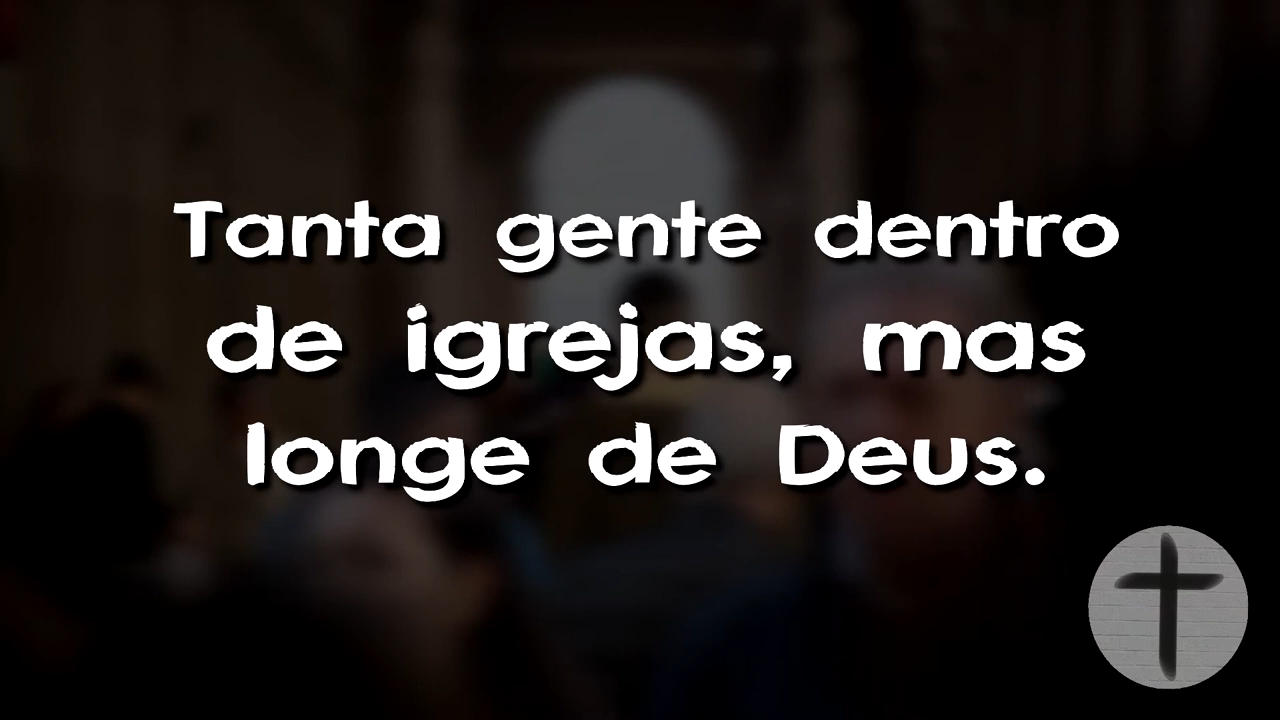 Tanta gente dentro
de igrejas, mas
longe de Deus.